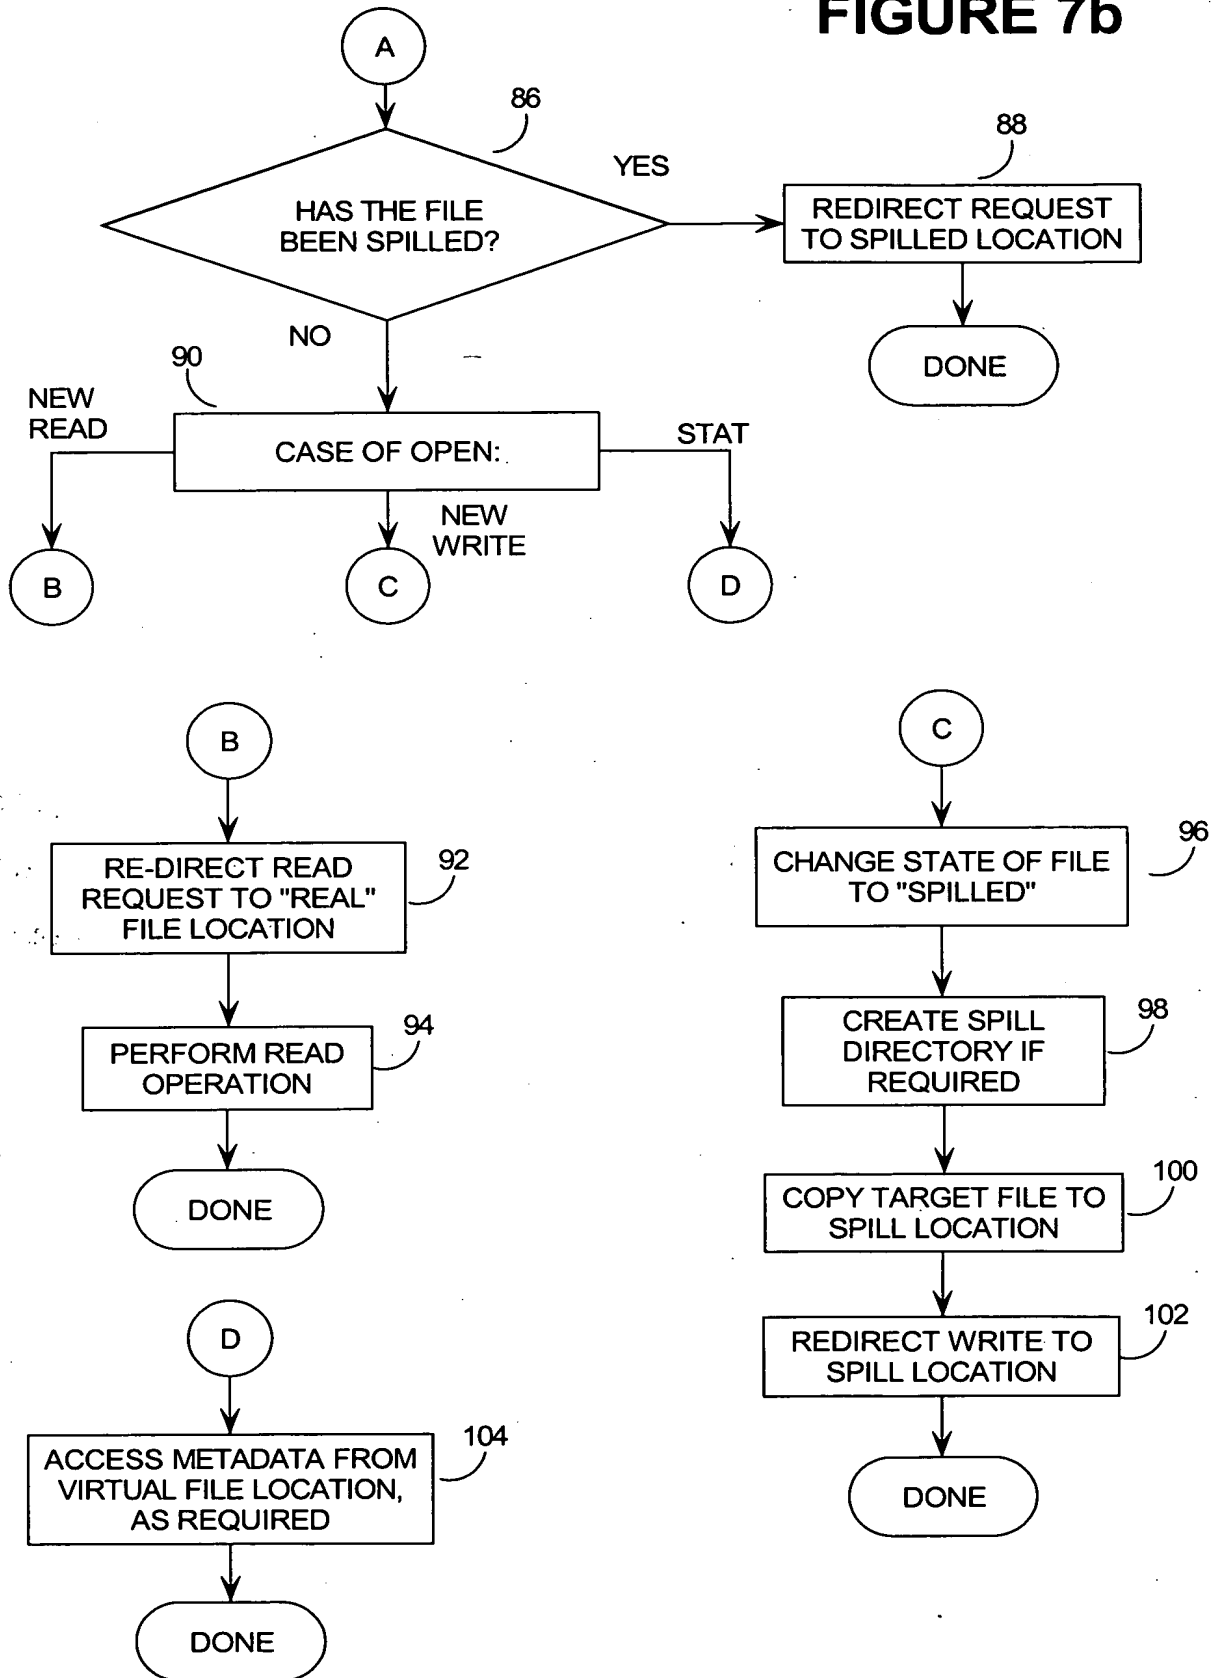 FIGURE 7b
A
86
HAS THE FILE
BEEN SPILLED?
YES
88
REDIRECT REQUEST
TO SPILLED LOCATION
DONE
NO
90
CASE OF OPEN:
NEW
READ
STAT
NEW
WRITE
B
C
D
B
RE-DIRECT READ
REQUEST TO "REAL"
FILE LOCATION
92
PERFORM READ
OPERATION
94
DONE
C
CHANGE STATE OF FILE
TO "SPILLED"
96
CREATE SPILL
DIRECTORY IF
REQUIRED
98
COPY TARGET FILE TO
SPILL LOCATION
100
REDIRECT WRITE TO
SPILL LOCATION
102
DONE
D
ACCESS METADATA FROM
VIRTUAL FILE LOCATION,
AS REQUIRED
104
DONE